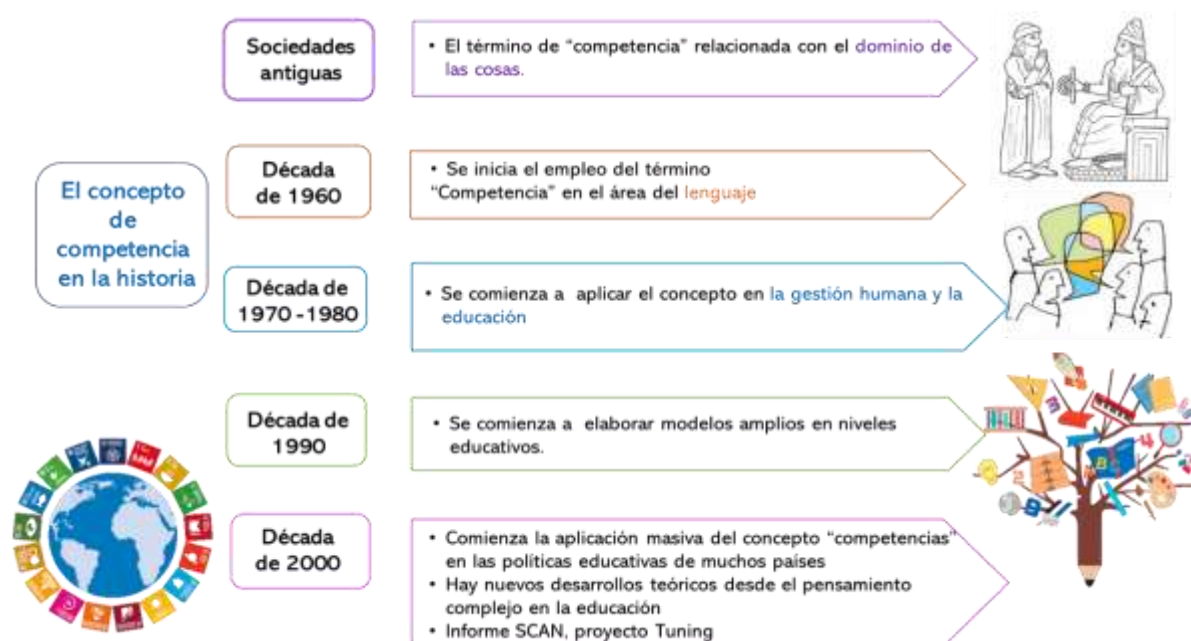 El concepto
de
competencia
en la historia
Sociedades
antiguas
• El término de “competencia” relacionada con el dominio de
las cosas.
Década
de 1960
• Se inicia el empleo del término
“Competencia” en el área del lenguaje
Década de
1970 -1980
• Se comienza a aplicar el concepto en la gestión humana y la
educación
Década de
1990
• Se comienza a elaborar modelos amplios en niveles
educativos.
Década
de 2000
• Comienza la aplicación masiva del concepto “competencias”
en las políticas educativas de muchos países
• Hay nuevos desarrollos teóricos desde el pensamiento
complejo en la educación
• Informe SCAN, proyecto Tuning